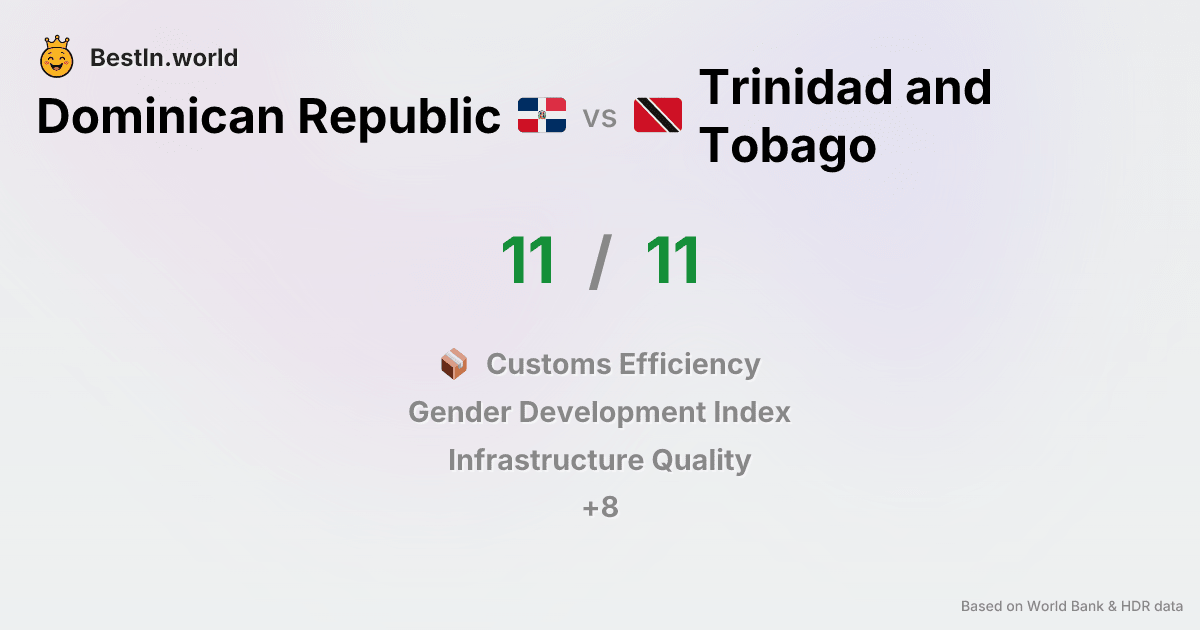 BestIn.world
Dominican Republic vs Trinidad and
Tobago
11 / 11
Customs Efficiency
Gender Development Index
Infrastructure Quality
+8
Based on World Bank & HDR data